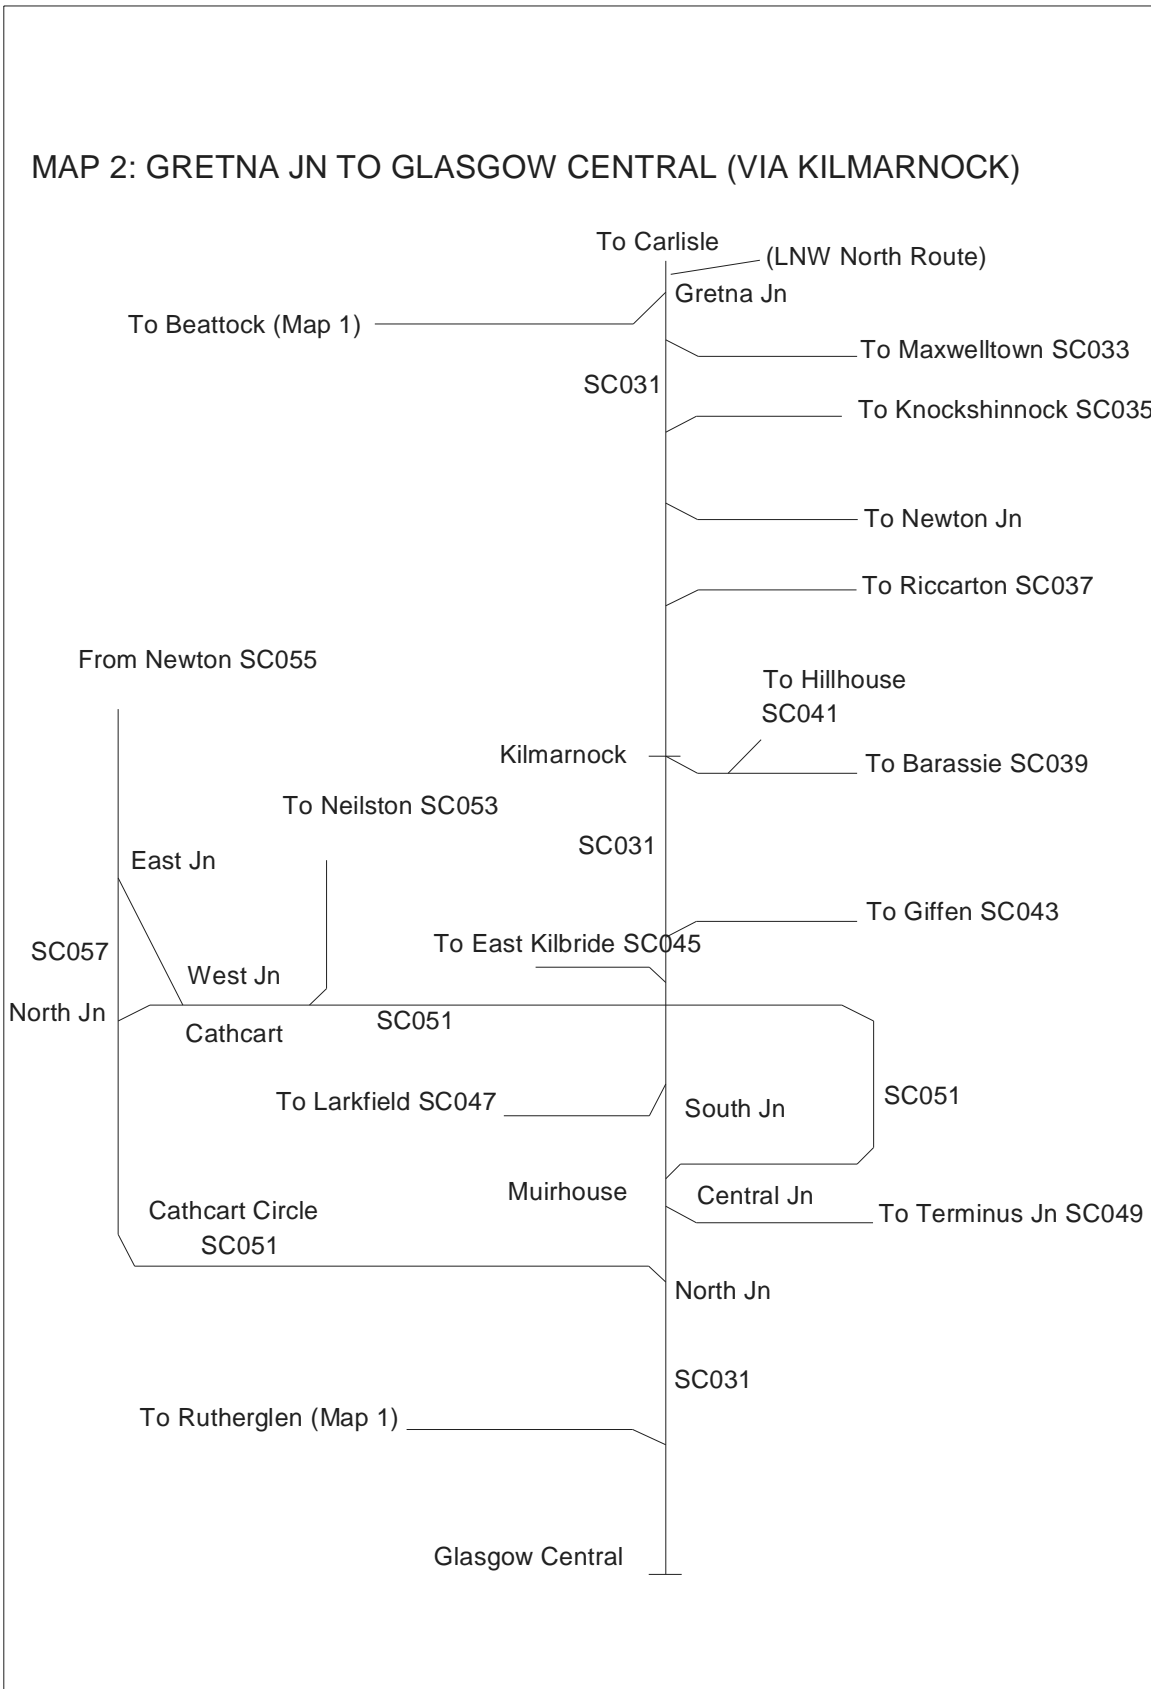 MAP 2: GRETNA JN TO GLASGOW CENTRAL (VIA KILMARNOCK)
To Carlisle
(LNW North Route)
Gretna Jn
To Beattock (Map 1)
To Maxwelltown SC033
SC031
To Knockshinnock SC035
To Newton Jn
To Riccarton SC037
From Newton SC055
To Hillhouse
SC041
Kilmarnock
To Barassie SC039
To Neilston SC053
SC031
East Jn
To Giffen SC043
To East Kilbride SC045
SC057
West Jn
North Jn
SC051
Cathcart
SC051
To Larkfield SC047
South Jn
Muirhouse
Central Jn
Cathcart Circle
SC051
To Terminus Jn SC049
North Jn
SC031
To Rutherglen (Map 1)
Glasgow Central